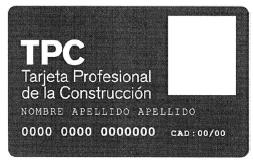 TPC
Tarjeta Profesional
de la Construcción
NOMBRE APELLIDO APELLIDO
0000 0000 0000000 CAD:00/00